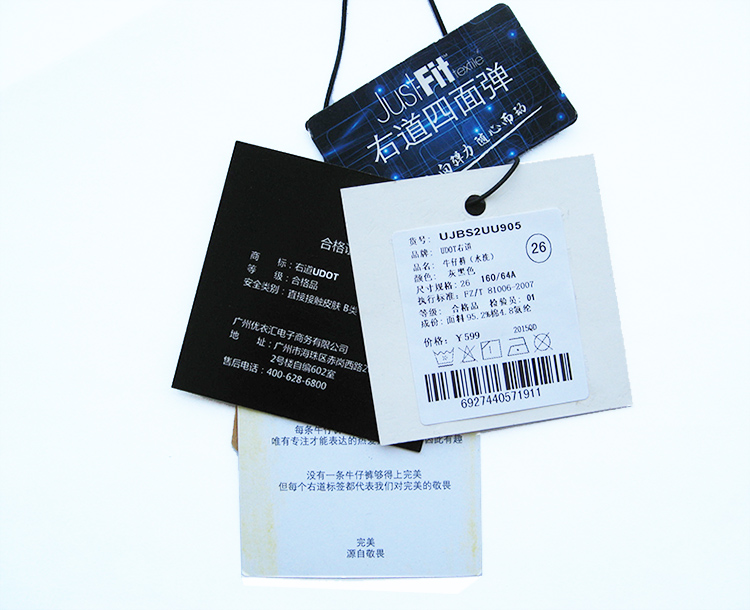 Just-Fit™
textile
右道四面弹
向弹力 随心而动
合格证
商 标：右道UDOT
等 级：合格品
安全类别：直接接触皮肤 B类
广州优衣汇电子商务有限公司
地 址：广州市海珠区赤岗西路2
2号楼自编602室
售后电话：400-628-6800
货号：UJBS2UU905
品牌：UDOT右道
26
品名：牛仔裤（水洗）
颜色：灰黑色
尺寸规格：26 160/64A
执行标准：FZ/T 81006-2007
等级：合格品 检验员：01
成份：面料95.2%棉4.8氨纶
价格：￥599
2015QD
6927440571911
每条牛仔
唯有专注才能表达的热 因此有趣
没有一条牛仔裤够得上完美
但每个右道标签都代表我们对完美的敬畏
完美
源自敬畏